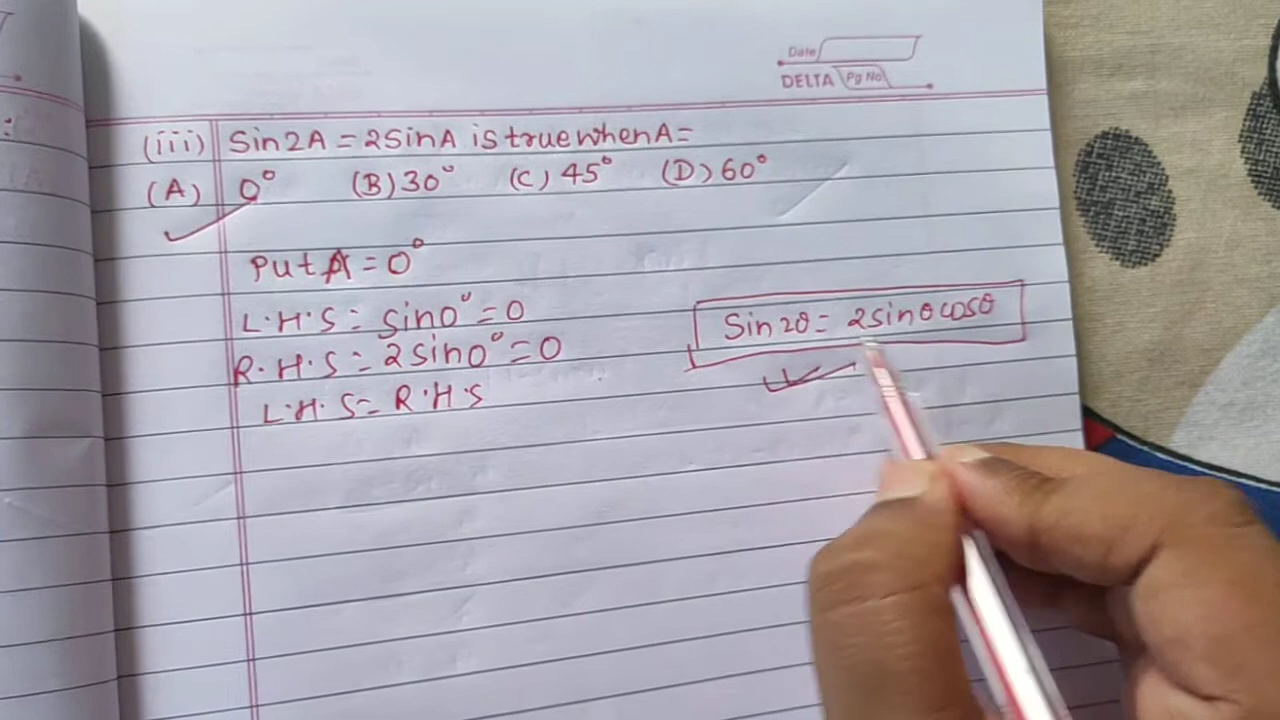 Date
DELTA Pg No
(iii) Sin2A = 2SinA is true when A=
(A) 0° (B) 30° (C) 45° (D) 60°
Put A = 0°
L.H.S = sin0° = 0
R.H.S = 2sin0° = 0
L.H.S = R.H.S
Sin2θ = 2sinθcosθ